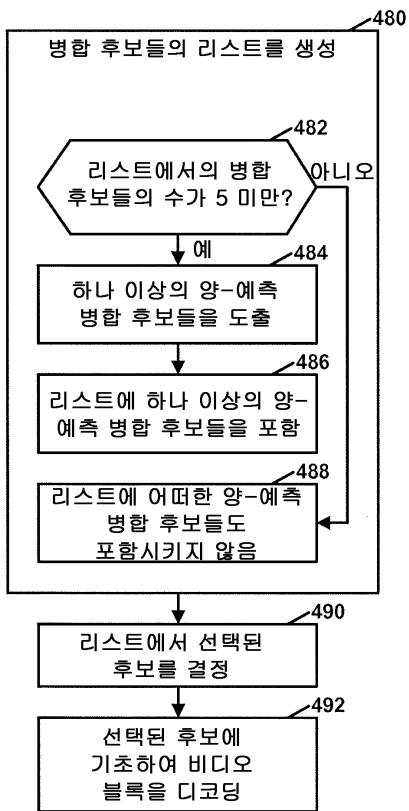 480
병합 후보들의 리스트를 생성
482
리스트에서의 병합
후보들의 수가 5 미만?
아니오
예
484
하나 이상의 양-예측
병합 후보들을 도출
486
리스트에 하나 이상의 양-
예측 병합 후보들을 포함
488
리스트에 어떠한 양-예측
병합 후보들도
포함시키지 않음
490
리스트에서 선택된
후보를 결정
492
선택된 후보에
기초하여 비디오
블록을 디코딩